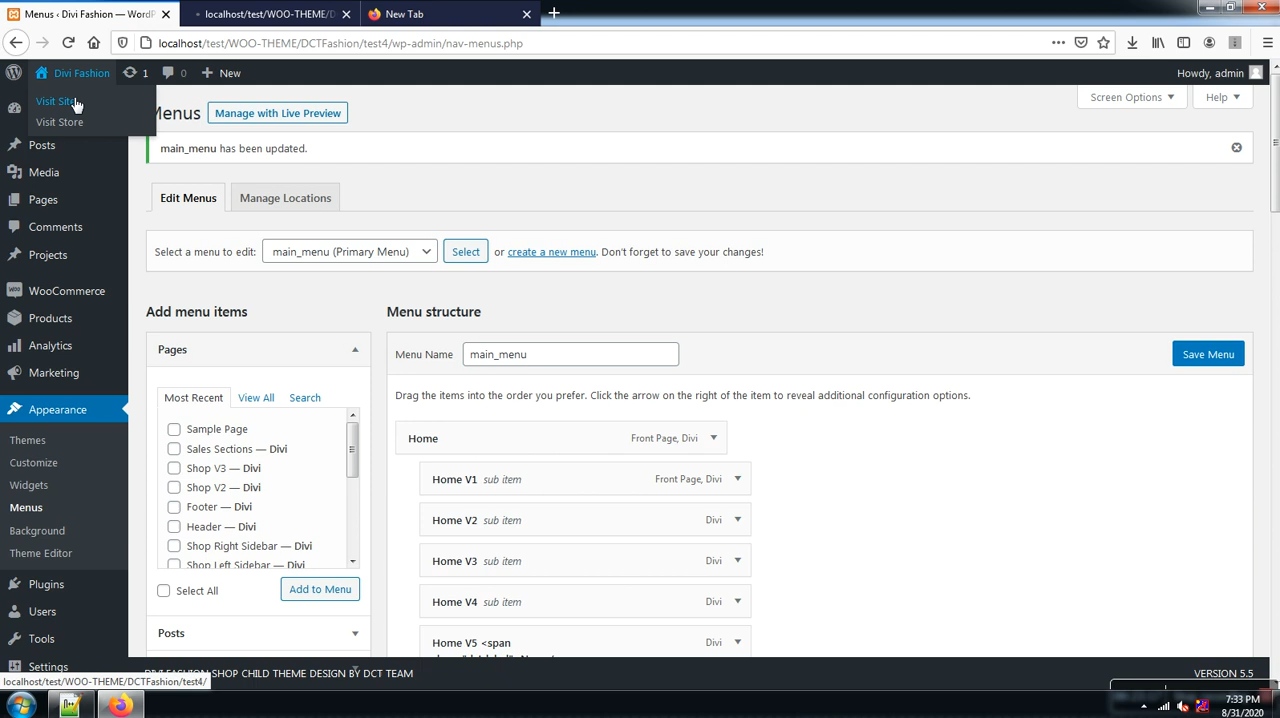 Menus ‹ Divi Fashion — WordP
localhost/test/WOO-THEME/D
New Tab
localhost/test/WOO-THEME/DCTFashion/test4/wp-admin/nav-menus.php
Divi Fashion 1 0 New
Howdy, admin
Visit Site
Visit Store
Menus Manage with Live Preview
Screen Options Help
main_menu has been updated.
Posts
Media
Pages
Comments
Projects
WooCommerce
Products
Analytics
Marketing
Appearance
Themes
Customize
Widgets
Menus
Background
Theme Editor
Plugins
Users
Tools
Settings
Edit Menus Manage Locations
Select a menu to edit: main_menu (Primary Menu) Select or create a new menu. Don't forget to save your changes!
Add menu items
Pages
Most Recent View All Search
Sample Page
Sales Sections — Divi
Shop V3 — Divi
Shop V2 — Divi
Footer — Divi
Header — Divi
Shop Right Sidebar — Divi
Shop Left Sidebar — Divi
Select All Add to Menu
Posts
Menu structure
Menu Name main_menu Save Menu
Drag the items into the order you prefer. Click the arrow on the right of the item to reveal additional configuration options.
Home Front Page, Divi
Home V1 sub item Front Page, Divi
Home V2 sub item Divi
Home V3 sub item Divi
Home V4 sub item Divi
Home V5 <span Divi
localhost/test/WOO-THEME/DCTFashion/test4/
SHOP CHILD THEME DESIGN BY DCT TEAM
VERSION 5.5
7:33 PM
8/31/2020